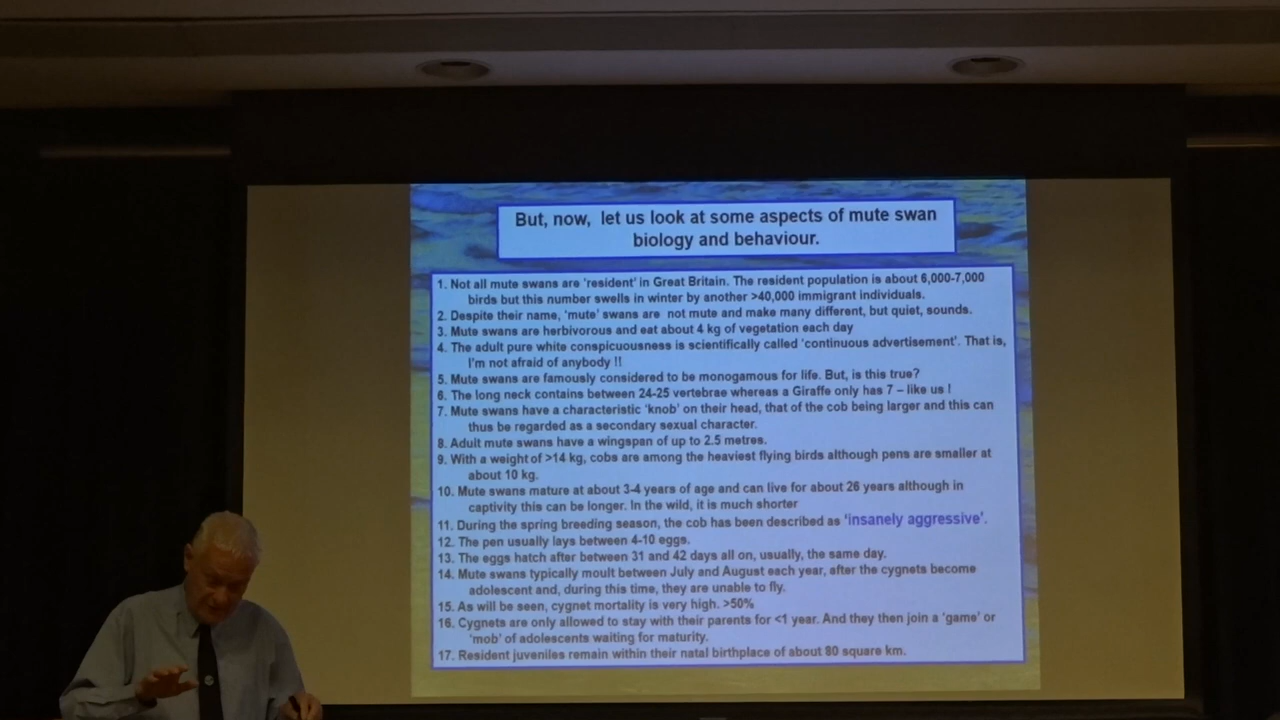 But, now, let us look at some aspects of mute swan
biology and behaviour.
1. Not all mute swans are 'resident' in Great Britain. The resident population is about 6,000-7,000
birds but this number swells in winter by another >40,000 immigrant individuals.
2. Despite their name, 'mute' swans are not mute and make many different, but quiet, sounds.
3. Mute swans are herbivorous and eat about 4 kg of vegetation each day
4. The adult pure white conspicuousness is scientifically called 'continuous advertisement'. That is,
I'm not afraid of anybody !!
5. Mute swans are famously considered to be monogamous for life. But, is this true?
6. The long neck contains between 24-25 vertebrae whereas a Giraffe only has 7 – like us !
7. Mute swans have a characteristic 'knob' on their head, that of the cob being larger and this can
thus be regarded as a secondary sexual character.
8. Adult mute swans have a wingspan of up to 2.5 metres.
9. With a weight of >14 kg, cobs are among the heaviest flying birds although pens are smaller at
about 10 kg.
10. Mute swans mature at about 3-4 years of age and can live for about 26 years although in
captivity this can be longer. In the wild, it is much shorter
11. During the spring breeding season, the cob has been described as 'insanely aggressive'.
12. The pen usually lays between 4-10 eggs.
13. The eggs hatch after between 31 and 42 days all on, usually, the same day.
14. Mute swans typically moult between July and August each year, after the cygnets become
adolescent and, during this time, they are unable to fly.
15. As will be seen, cygnet mortality is very high. >50%
16. Cygnets are only allowed to stay with their parents for <1 year. And they then join a 'game' or
'mob' of adolescents waiting for maturity.
17. Resident juveniles remain within their natal birthplace of about 80 square km.